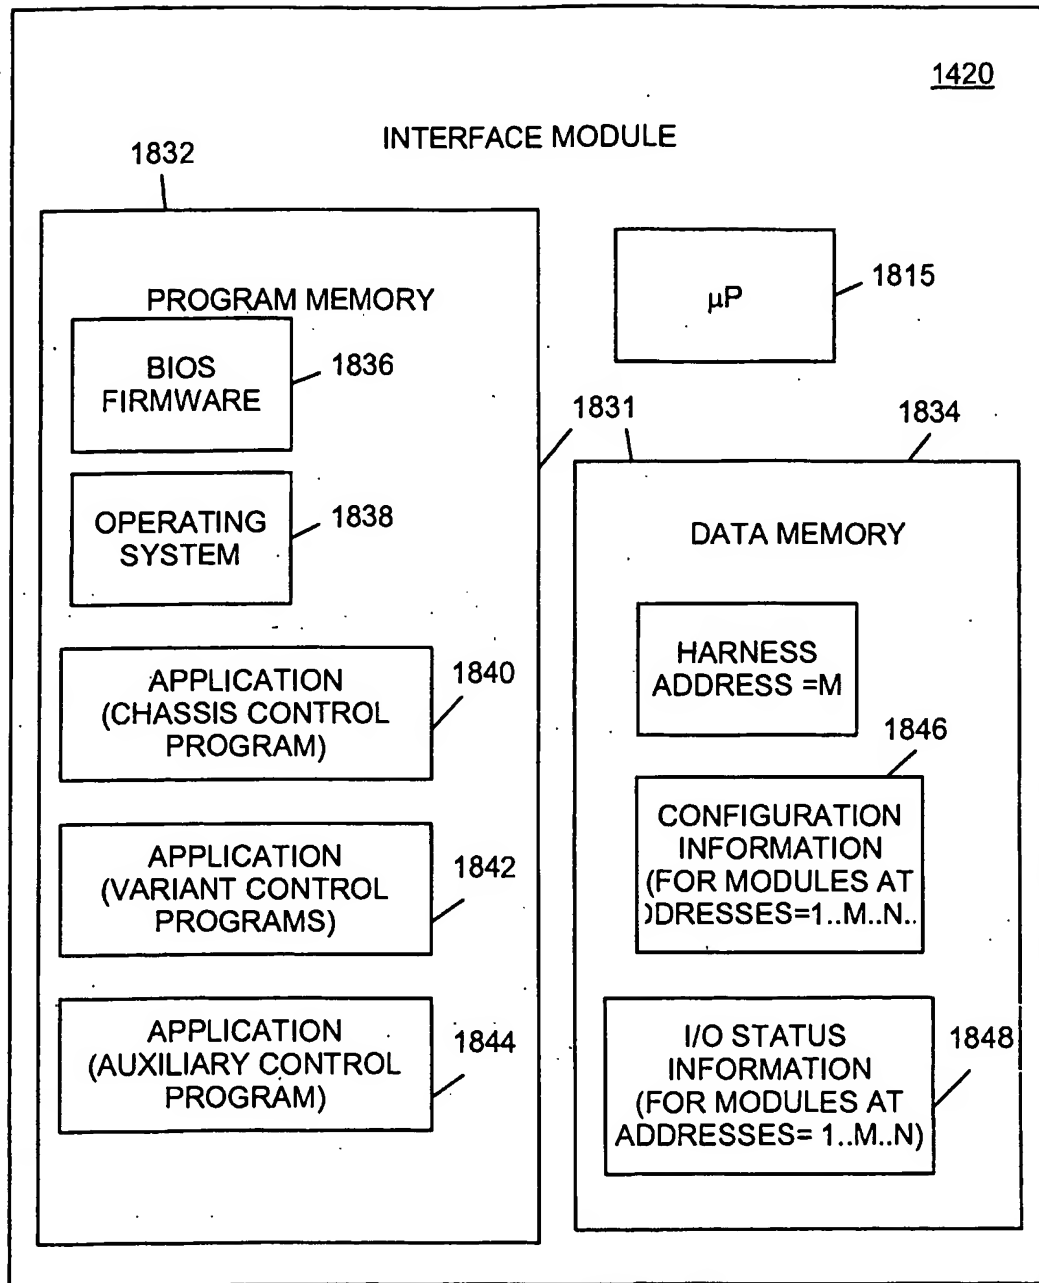 1420
INTERFACE MODULE
1832
PROGRAM MEMORY
BIOS
FIRMWARE
1836
OPERATING
SYSTEM
1838
APPLICATION
(CHASSIS CONTROL
PROGRAM)
1840
APPLICATION
(VARIANT CONTROL
PROGRAMS)
1842
APPLICATION
(AUXILIARY CONTROL
PROGRAM)
1844
µP
1815
1831
1834
DATA MEMORY
HARNESS
ADDRESS =M
1846
CONFIGURATION
INFORMATION
(FOR MODULES AT
DDRESSES=1..M..N..
I/O STATUS
INFORMATION
(FOR MODULES AT
ADDRESSES= 1..M..N)
1848